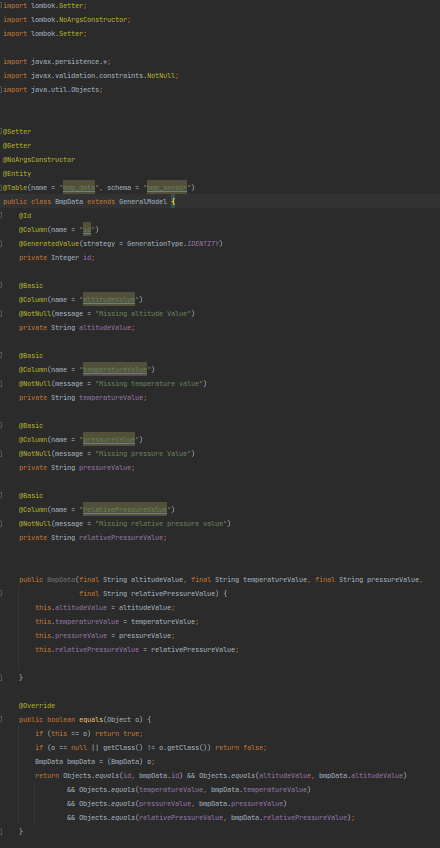 import lombok.Getter;
import lombok.NoArgsConstructor;
import lombok.Setter;
import javax.persistence.*;
import javax.validation.constraints.NotNull;
import java.util.Objects;
@Setter
@Getter
@NoArgsConstructor
@Entity
@Table(name = "bmp_data", schema = "bmp_sensor")
public class BmpData extends GeneralModel {
@Id
@Column(name = "id")
@GeneratedValue(strategy = GenerationType.IDENTITY)
private Integer id;
@Basic
@Column(name = "altitudeValue")
@NotNull(message = "Missing altitude Value")
private String altitudeValue;
@Basic
@Column(name = "temperatureValue")
@NotNull(message = "Missing temperature value")
private String temperatureValue;
@Basic
@Column(name = "pressureValue")
@NotNull(message = "Missing pressure Value")
private String pressureValue;
@Basic
@Column(name = "relativePressureValue")
@NotNull(message = "Missing relative pressure value")
private String relativePressureValue;
public BmpData(final String altitudeValue, final String temperatureValue, final String pressureValue,
final String relativePressureValue) {
this.altitudeValue = altitudeValue;
this.temperatureValue = temperatureValue;
this.pressureValue = pressureValue;
this.relativePressureValue = relativePressureValue;
}
@Override
public boolean equals(Object o) {
if (this == o) return true;
if (o == null || getClass() != o.getClass()) return false;
BmpData bmpData = (BmpData) o;
return Objects.equals(id, bmpData.id) && Objects.equals(altitudeValue, bmpData.altitudeValue)
&& Objects.equals(temperatureValue, bmpData.temperatureValue)
&& Objects.equals(pressureValue, bmpData.pressureValue)
&& Objects.equals(relativePressureValue, bmpData.relativePressureValue);
}